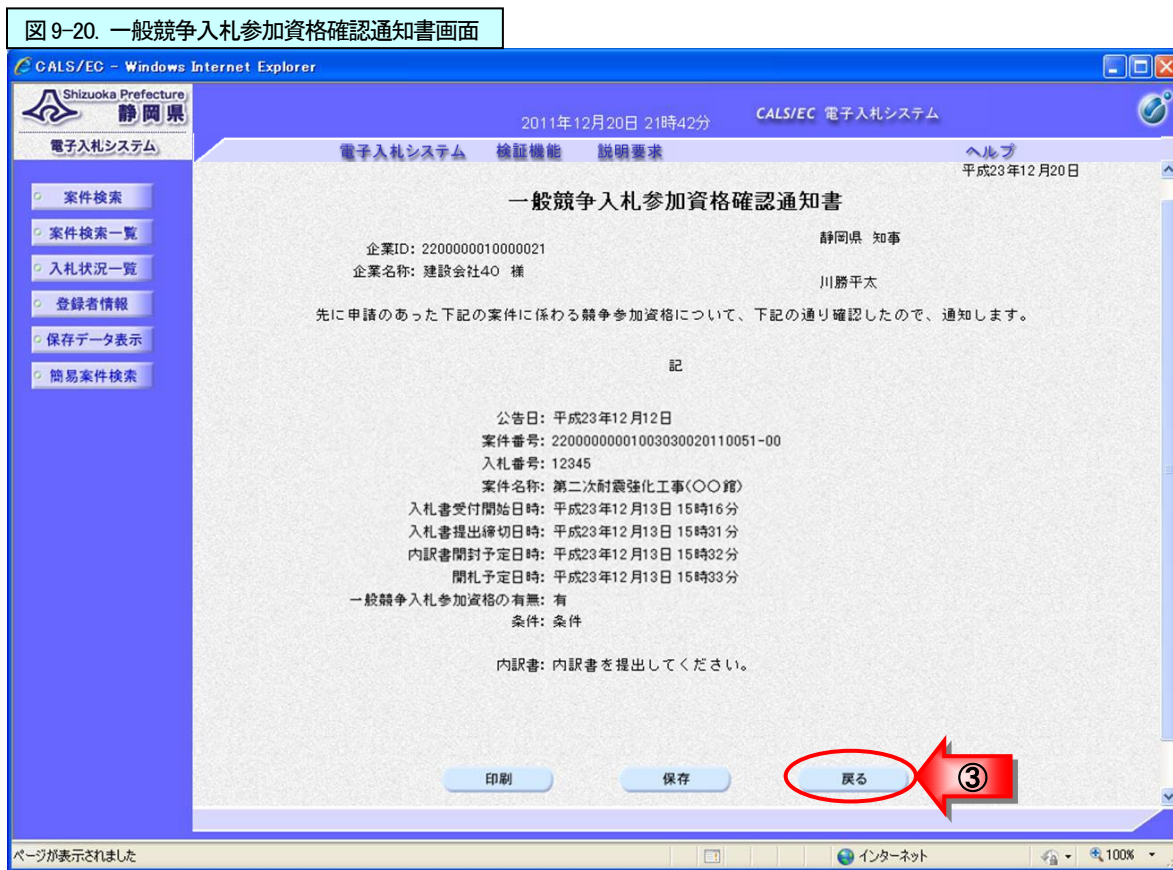 図 9-20. 一般競争入札参加資格確認通知書画面
CALS/EC - Windows Internet Explorer
Shizuoka Prefecture
静岡県
電子入札システム
2011年12月20日 21時42分
CALS/EC 電子入札システム
電子入札システム 検証機能 説明要求 ヘルプ
案件検索
案件検索一覧
入札状況一覧
登録者情報
保存データ表示
簡易案件検索
平成23年12月20日
一般競争入札参加資格確認通知書
静岡県 知事
企業ID: 2200000010000021
企業名称: 建設会社40 様
川勝平太
先に申請のあった下記の案件に係わる競争参加資格について、下記の通り確認したので、通知します。
記
公告日: 平成23年12月12日
案件番号: 22000000001003030020110051-00
入札番号: 12345
案件名称: 第二次耐震強化工事(〇〇館)
入札書受付開始日時: 平成23年12月13日 15時16分
入札書提出締切日時: 平成23年12月13日 15時31分
内訳書開封予定日時: 平成23年12月13日 15時32分
開札予定日時: 平成23年12月13日 15時33分
一般競争入札参加資格の有無: 有
条件: 条件
内訳書: 内訳書を提出してください。
印刷 保存 戻る ③
ページが表示されました インターネット 100%